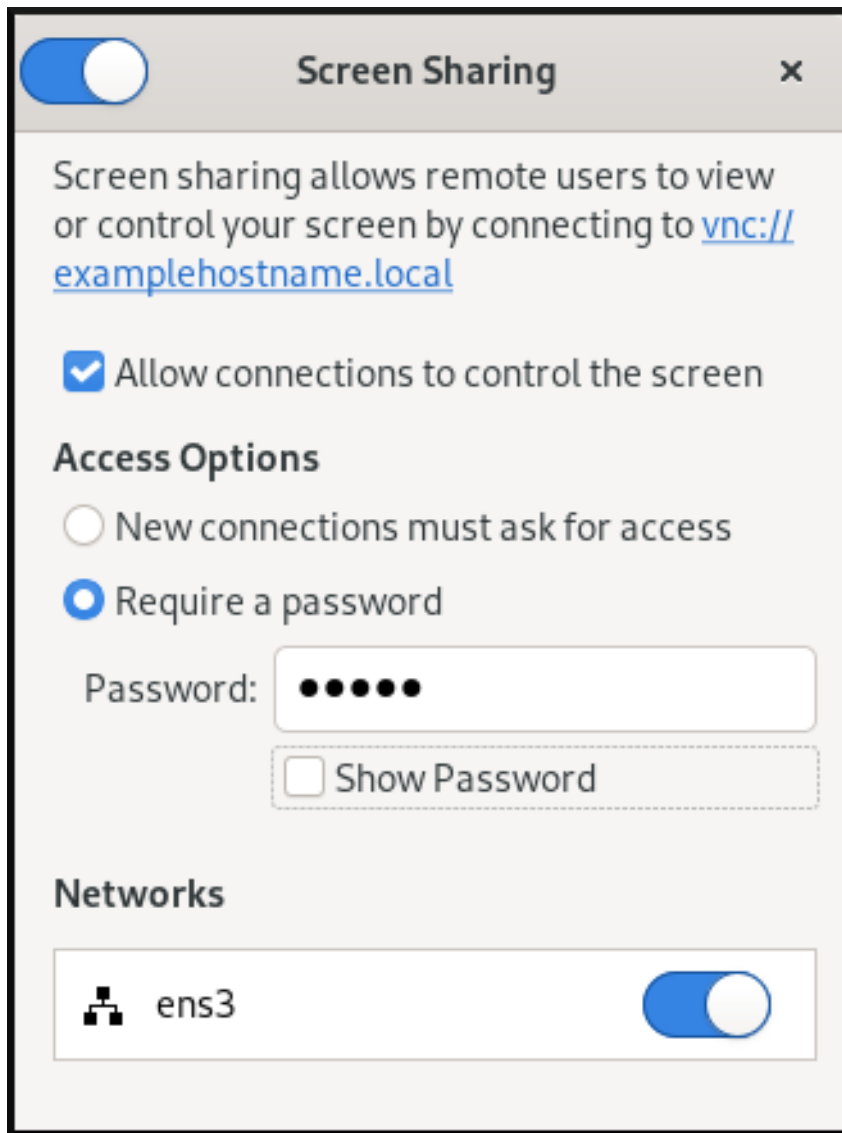 Screen Sharing
Screen sharing allows remote users to view
or control your screen by connecting to vnc://
examplehostname.local
Allow connections to control the screen
Access Options
New connections must ask for access
Require a password
Password: ●●●●●
Show Password
Networks
ens3